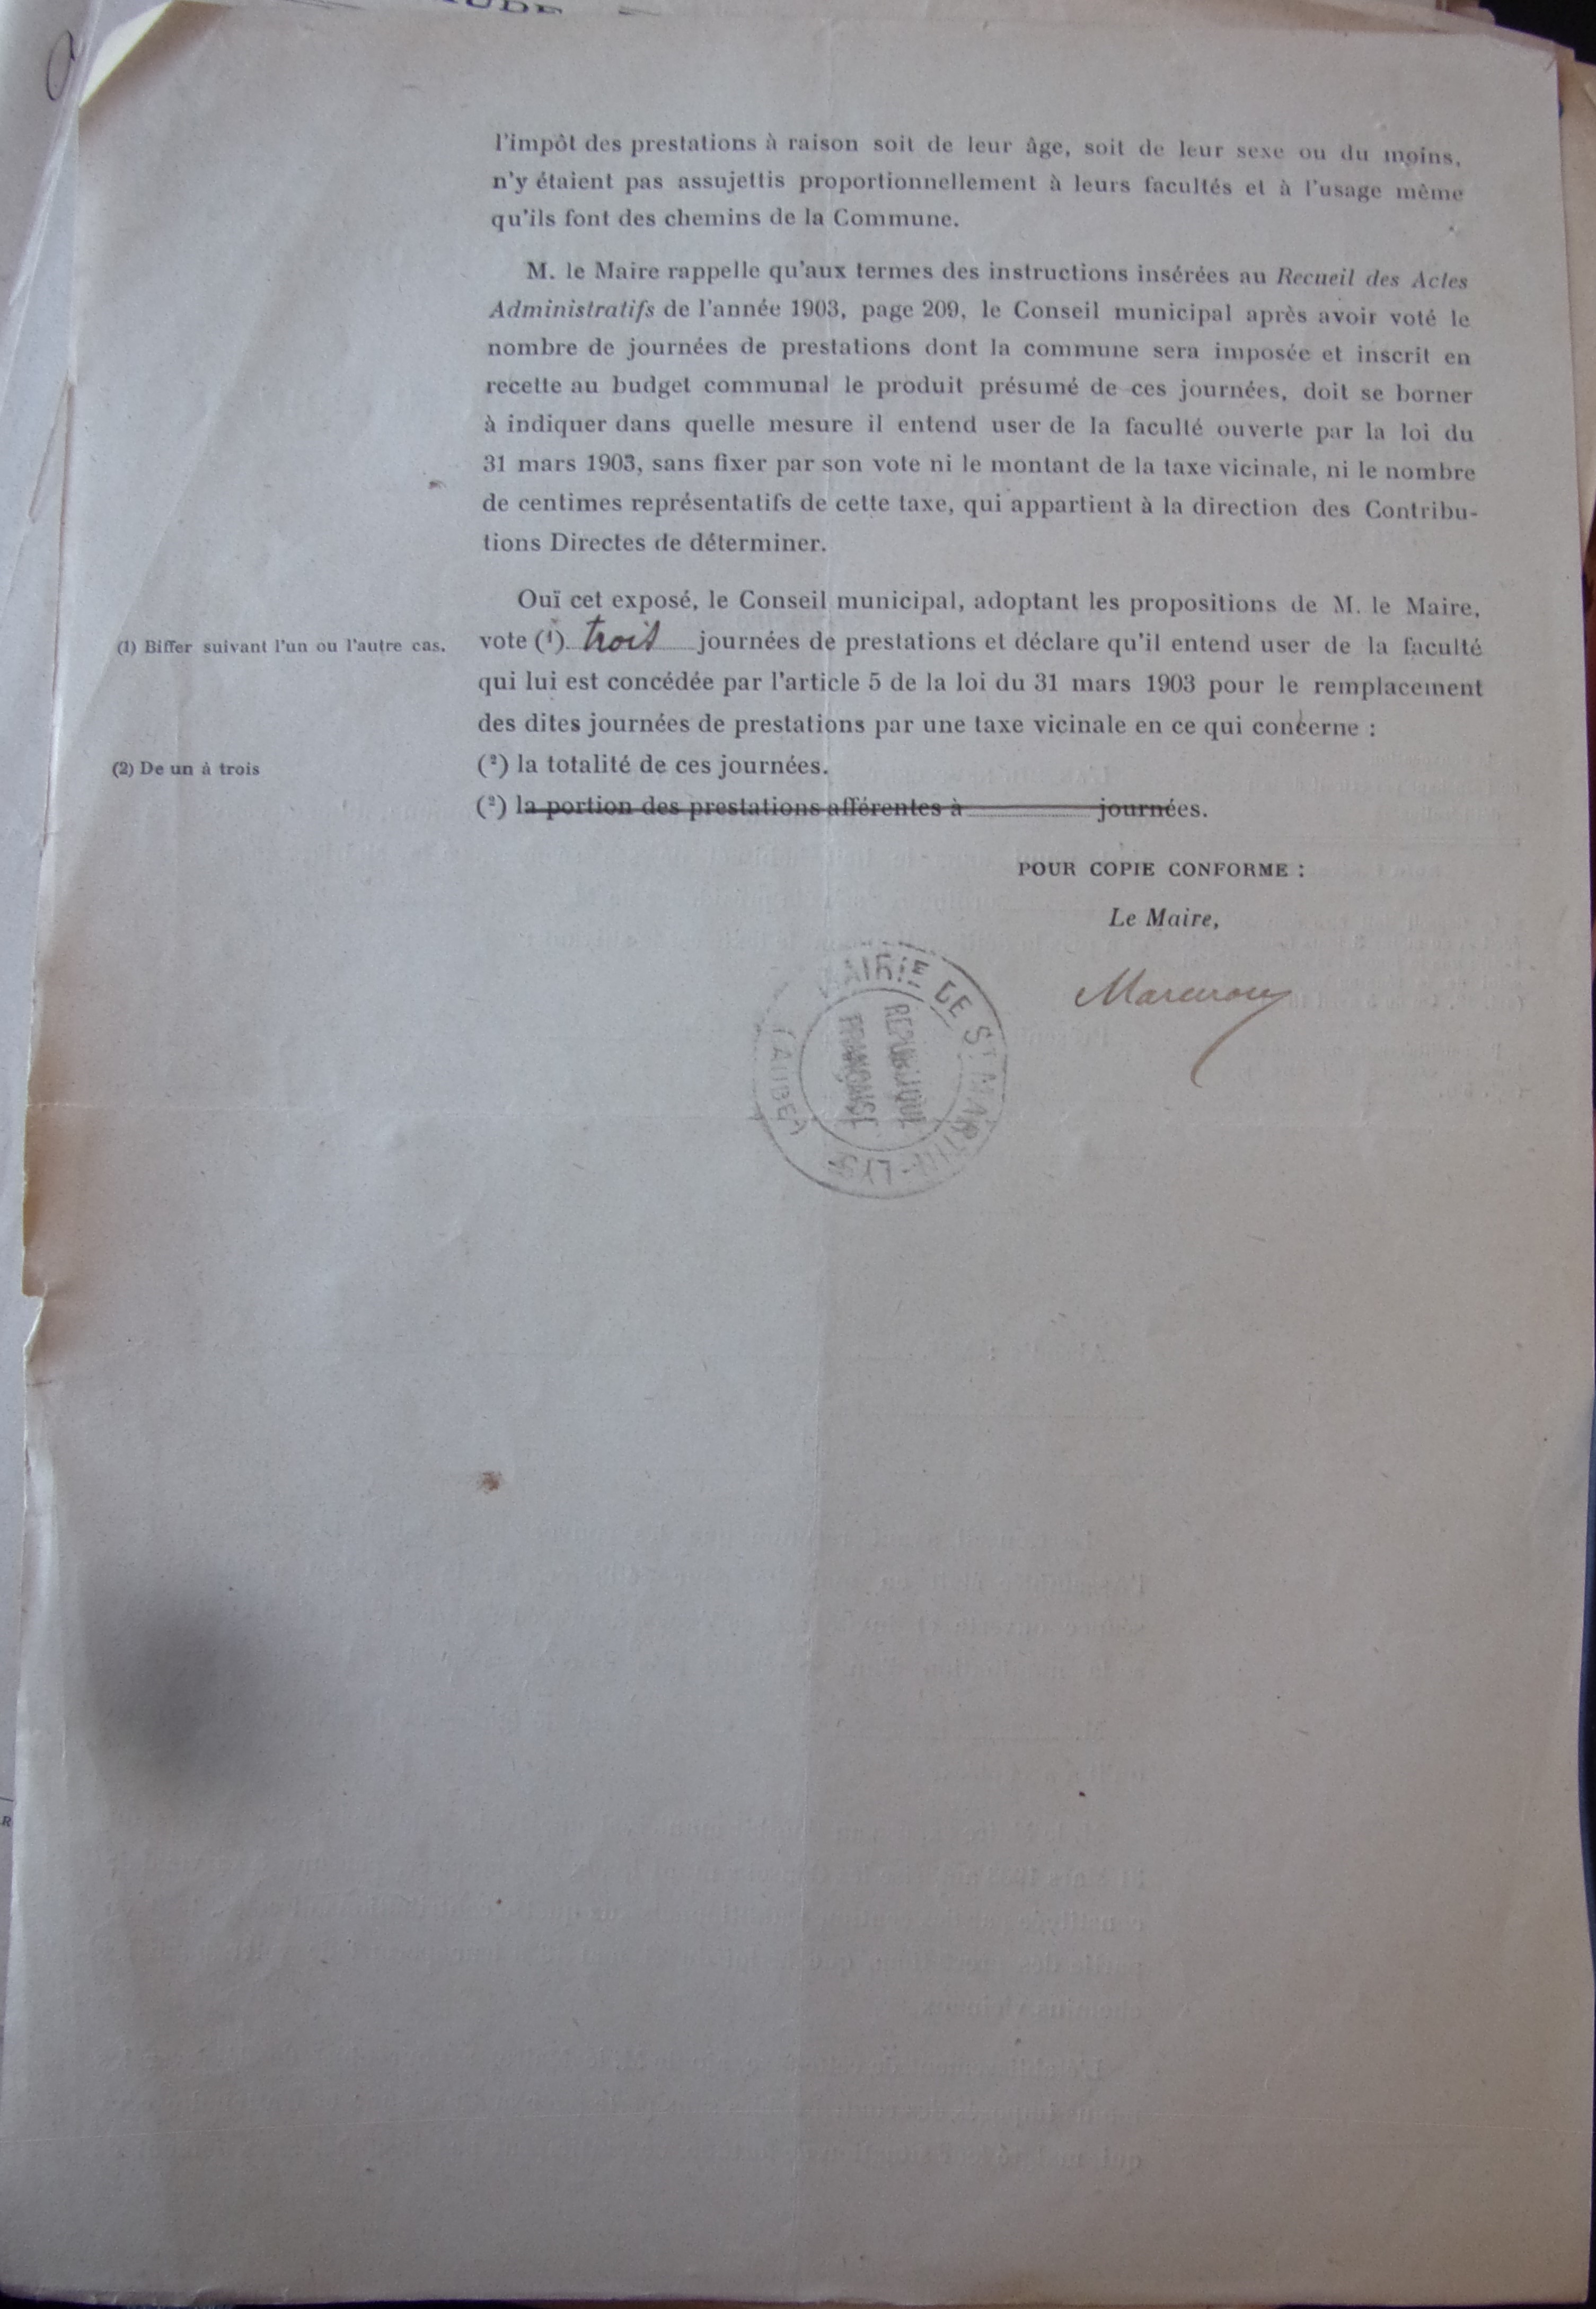 l'impôt des prestations à raison soit de leur âge, soit de leur sexe ou du moins,
n'y étaient pas assujettis proportionnellement à leurs facultés et à l'usage même
qu'ils font des chemins de la Commune.
M. le Maire rappelle qu'aux termes des instructions insérées au Recueil des Actes
Administratifs de l'année 1903, page 209, le Conseil municipal après avoir voté le
nombre de journées de prestations dont la commune sera imposée et inscrit en
recette au budget communal le produit présumé de ces journées, doit se borner
à indiquer dans quelle mesure il entend user de la faculté ouverte par la loi du
31 mars 1903, sans fixer par son vote ni le montant de la taxe vicinale, ni le nombre
de centimes représentatifs de cette taxe, qui appartient à la direction des Contribu-
tions Directes de déterminer.
Ouï cet exposé, le Conseil municipal, adoptant les propositions de M. le Maire,
(1) Biffer suivant l'un ou l'autre cas.
vote (1) trois journées de prestations et déclare qu'il entend user de la faculté
qui lui est concédée par l'article 5 de la loi du 31 mars 1903 pour le remplacement
des dites journées de prestations par une taxe vicinale en ce qui concerne :
(2) De un à trois
(2) la totalité de ces journées.
(2) la portion des prestations afférentes à journées.
POUR COPIE CONFORME :
Le Maire,
MAIRIE DE ST MARTIN-LYS
(AUDE)
REPUBLIQUE
FRANÇAISE